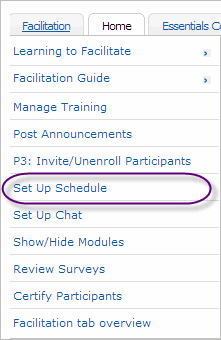 Facilitation Home Essentials C
Learning to Facilitate
Facilitation Guide
Manage Training
Post Announcements
P3: Invite/Unenroll Participants
Set Up Schedule
Set Up Chat
Show/Hide Modules
Review Surveys
Certify Participants
Facilitation tab overview